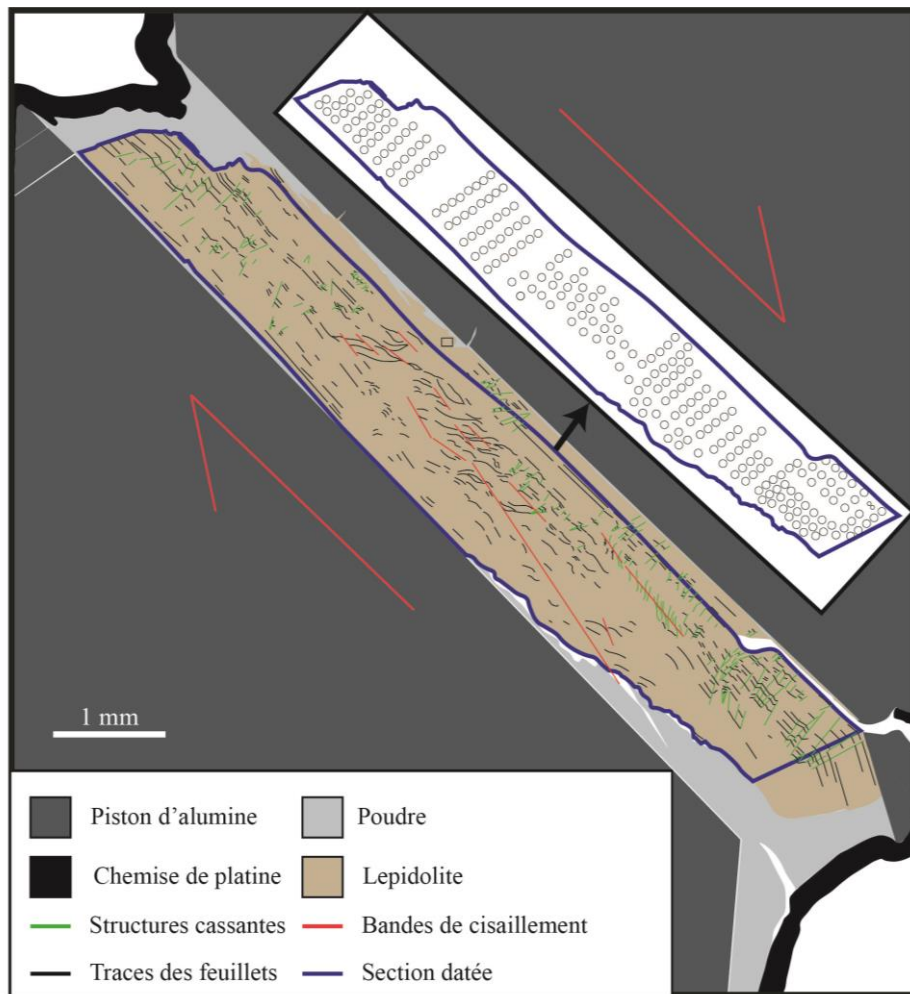 1 mm
Piston d'alumine
Poudre
Chemise de platine
Lepidolite
Structures cassantes
Bandes de cisaillement
Traces des feuillets
Section datée